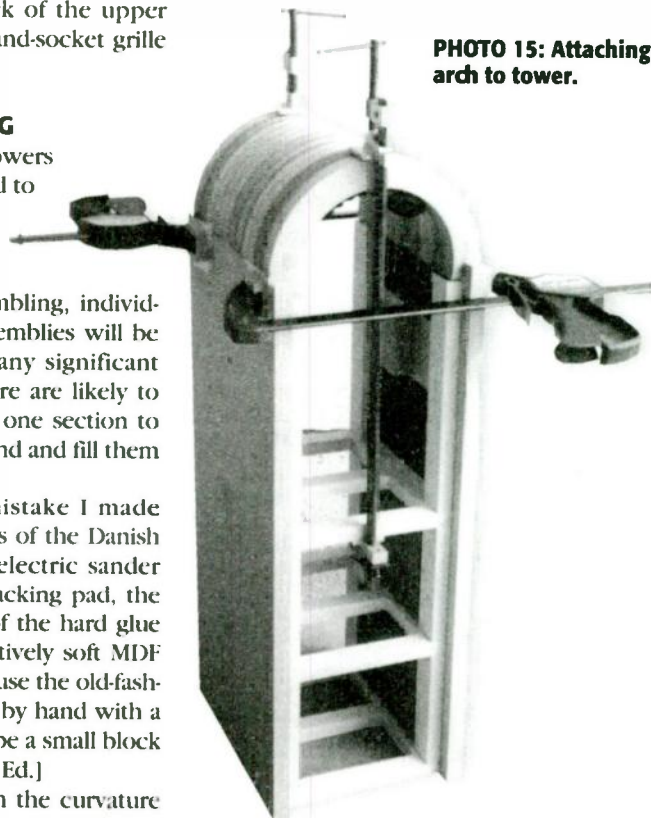 k of the upper
nd-socket grille
G
owers
d to
mbling, individ-
emblies will be
any significant
re are likely to
one section to
nd and fill them
istake I made
s of the Danish
electric sander
acking pad, the
f the hard glue
tively soft MDF
use the old-fash-
by hand with a
be a small block
Ed.]
n the curvature
PHOTO 15: Attaching
arch to tower.